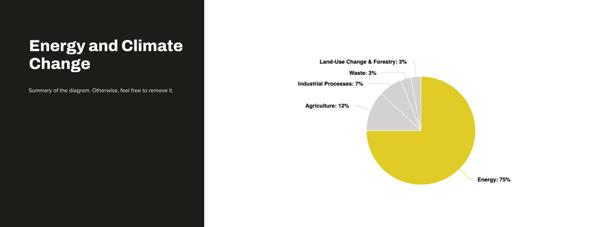 Energy and Climate
Change
Summary of the diagram. Otherwise, feel free to remove it.
Land-Use Change & Forestry: 3%
Waste: 3%
Industrial Processes: 7%
Agriculture: 12%
Energy: 75%